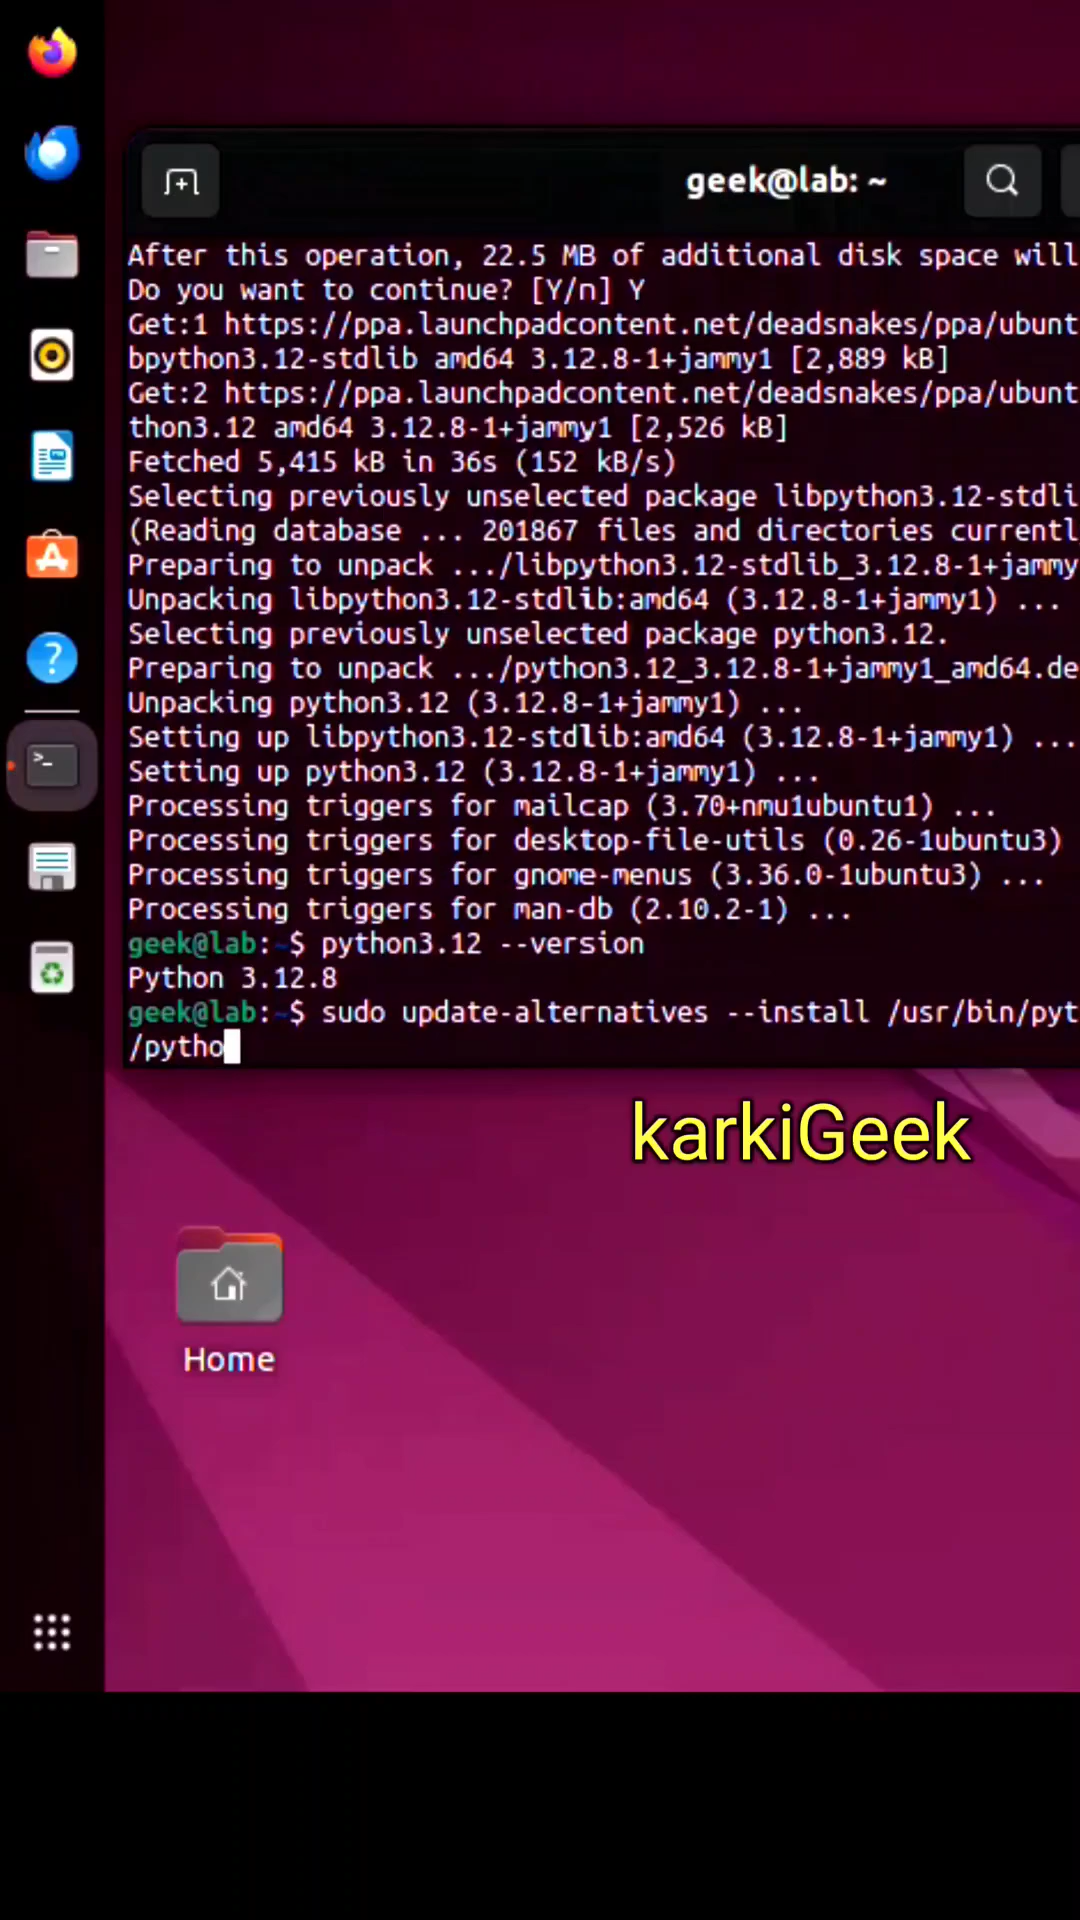 geek@lab: ~
After this operation, 22.5 MB of additional disk space will
Do you want to continue? [Y/n] Y
Get:1 https://ppa.launchpadcontent.net/deadsnakes/ppa/ubunt
bpython3.12-stdlib amd64 3.12.8-1+jammy1 [2,889 kB]
Get:2 https://ppa.launchpadcontent.net/deadsnakes/ppa/ubunt
thon3.12 amd64 3.12.8-1+jammy1 [2,526 kB]
Fetched 5,415 kB in 36s (152 kB/s)
Selecting previously unselected package libpython3.12-stdli
(Reading database ... 201867 files and directories currentl
Preparing to unpack .../libpython3.12-stdlib_3.12.8-1+jammy
Unpacking libpython3.12-stdlib:amd64 (3.12.8-1+jammy1) ...
Selecting previously unselected package python3.12.
Preparing to unpack .../python3.12_3.12.8-1+jammy1_amd64.de
Unpacking python3.12 (3.12.8-1+jammy1) ...
Setting up libpython3.12-stdlib:amd64 (3.12.8-1+jammy1) ...
Setting up python3.12 (3.12.8-1+jammy1) ...
Processing triggers for mailcap (3.70+nmu1ubuntu1) ...
Processing triggers for desktop-file-utils (0.26-1ubuntu3)
Processing triggers for gnome-menus (3.36.0-1ubuntu3) ...
Processing triggers for man-db (2.10.2-1) ...
geek@lab:~$ python3.12 --version
Python 3.12.8
geek@lab:~$ sudo update-alternatives --install /usr/bin/pyt
/pytho
karkiGeek
Home